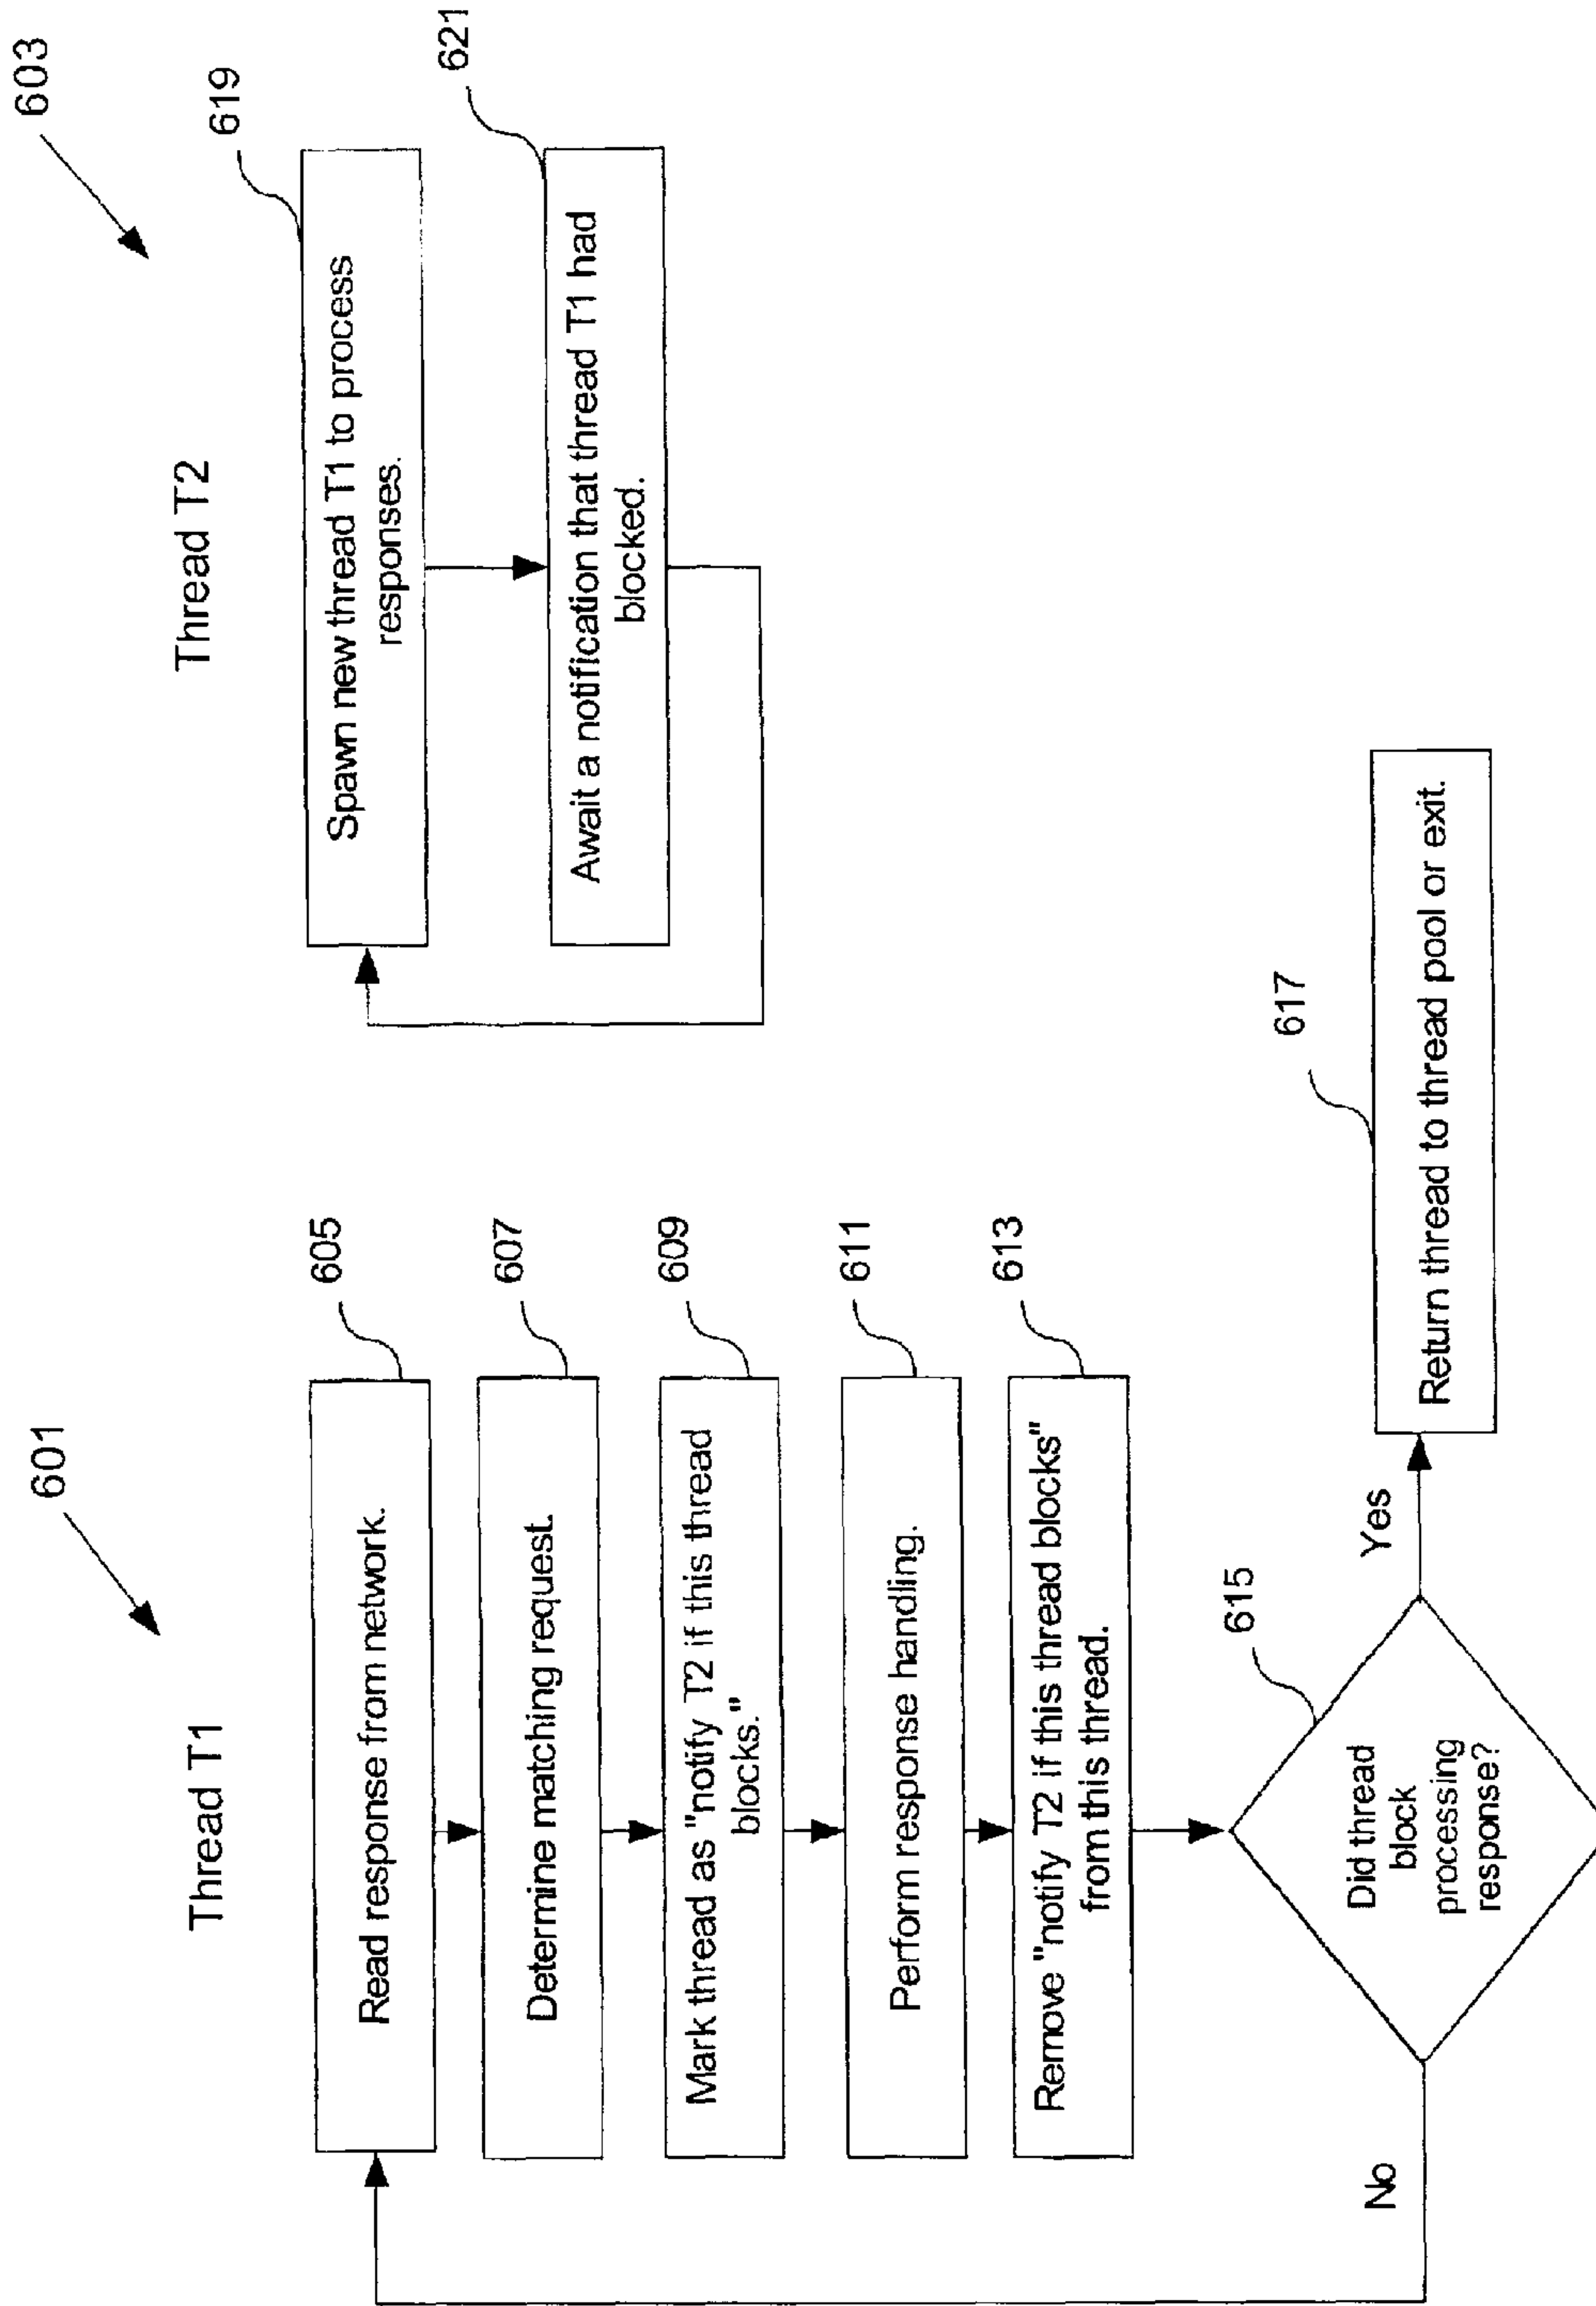 601
Thread T1
605
Read response from network.
607
Determine matching request.
609
Mark thread as "notify T2 if this thread
blocks."
611
Perform response handling.
613
Remove "notify T2 if this thread blocks"
from this thread.
615
Did thread
block
processing
response?
No
Yes
617
Return thread to thread pool or exit.
603
Thread T2
619
Spawn new thread T1 to process
responses.
621
Await a notification that thread T1 had
blocked.